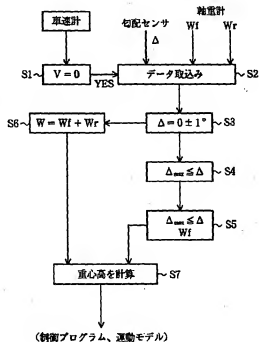 車速計
勾配センサ
Δ
軸重計
Wf Wr
S1 V=0 YES データ取込み S2
S6 W=Wf+Wr Δ=0±1° S3
≦Δ S4
≦Δ
Wf S5
重心高を計算 S7
(制御プログラム、運動モデル)